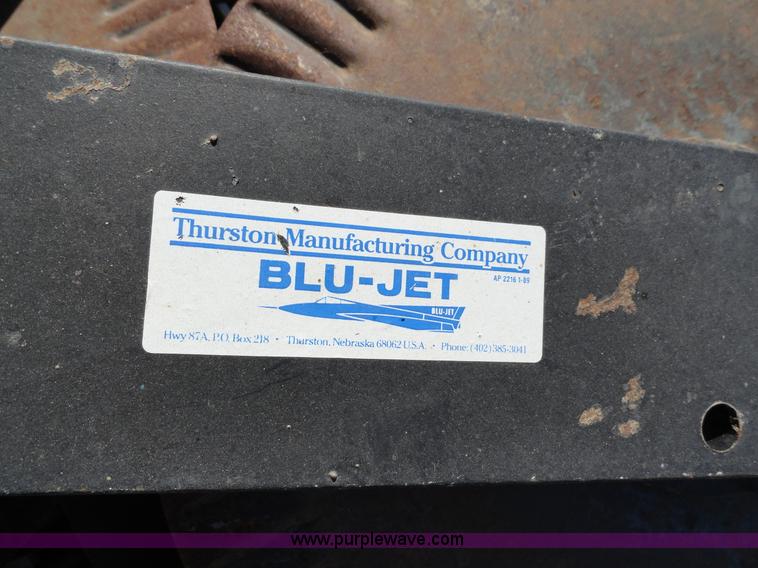 Thurston Manufacturing Company
BLU-JET
AP 2216 1-89
BLU-JET
Hwy 87A, P.O. Box 218 • Thurston, Nebraska 68062 U.S.A. • Phone: (402) 385-3041
www.purplewave.com